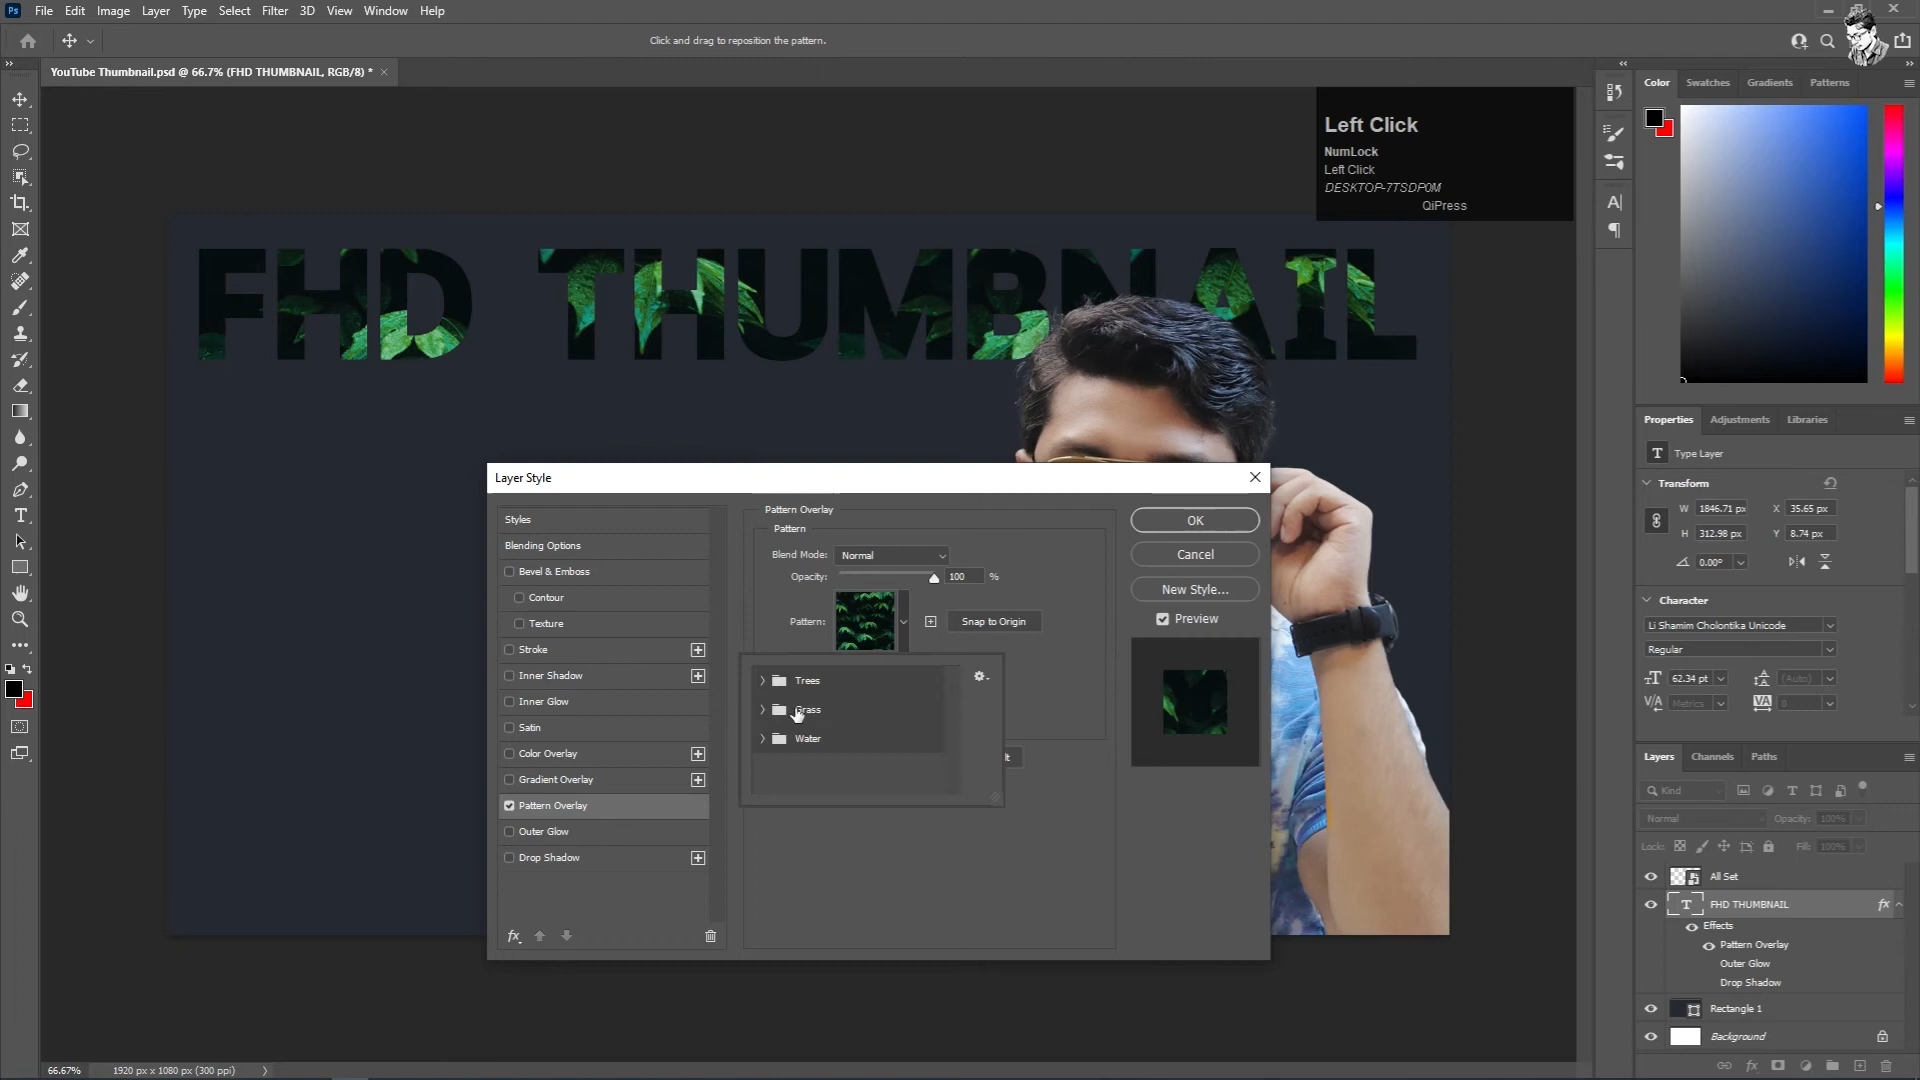 Ps File Edit Image Layer Type Select Filter 3D View Window Help
Click and drag to reposition the pattern.
YouTube Thumbnail.psd @ 66.7% (FHD THUMBNAIL, RGB/8) *
Left Click
NumLock
Left Click
DESKTOP-7TSDP0M
QiPress
FHD THUMBNAIL
Layer Style
Styles
Blending Options
Bevel & Emboss
Contour
Texture
Stroke
Inner Shadow
Inner Glow
Satin
Color Overlay
Gradient Overlay
Pattern Overlay
Outer Glow
Drop Shadow
fx
Pattern Overlay
Pattern
Blend Mode: Normal
Opacity: 100 %
Pattern: Snap to Origin
Trees
Grass
Water
OK
Cancel
New Style...
Preview
Color Swatches Gradients Patterns
Properties Adjustments Libraries
T Type Layer
Transform
W 1846.71 px X 35.65 px
H 312.98 px Y 8.74 px
0.00°
Character
Li Shamim Cholontika Unicode
Regular
62.34 pt (Auto)
Metrics 0
Layers Channels Paths
Kind
Normal Opacity: 100%
Lock: Fill: 100%
All Set
T FHD THUMBNAIL fx
Effects
Pattern Overlay
Outer Glow
Drop Shadow
Rectangle 1
Background
fx
66.67% 1920 px x 1080 px (300 ppi)